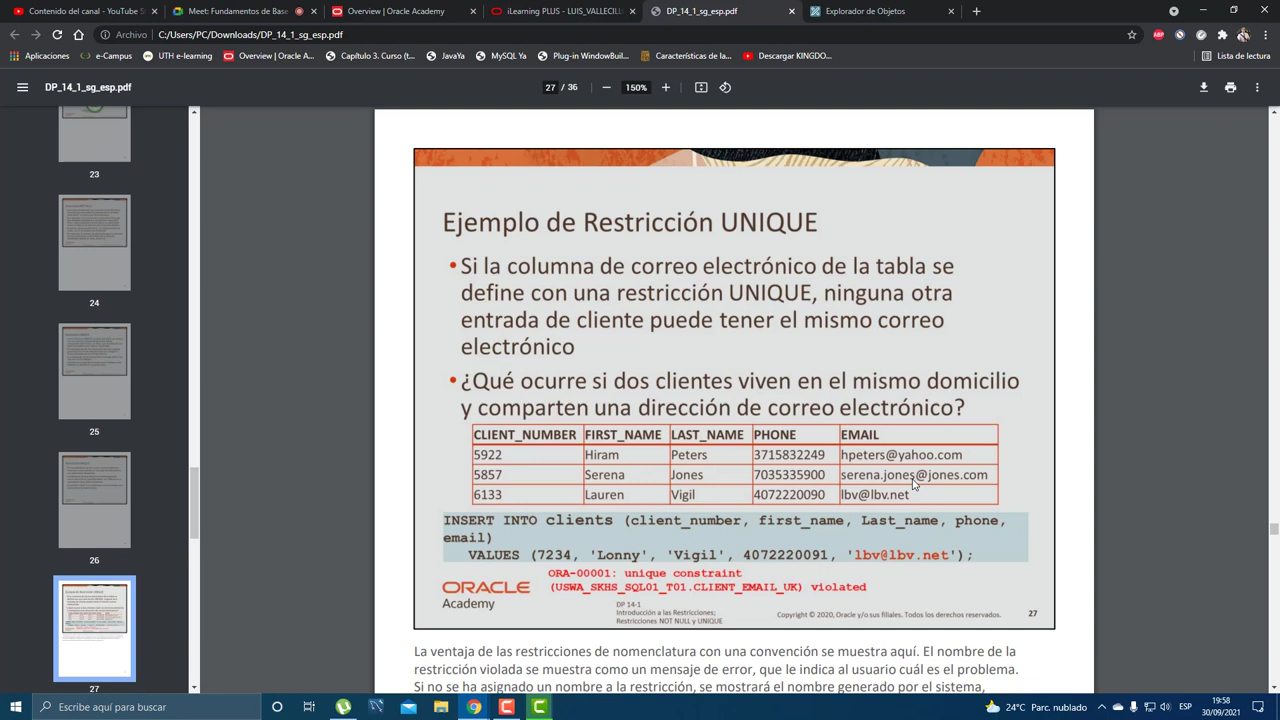 Contenido del canal - YouTube S
Meet: Fundamentos de Base
Overview | Oracle Academy
iLearning PLUS - LUIS_VALLECILL
DP_14_1_sg_esp.pdf
Explorador de Objetos
Archivo
C:/Users/PC/Downloads/DP_14_1_sg_esp.pdf
Aplicaciones
e-Campus
UTH e-learning
Overview | Oracle A...
Capítulo 3. Curso (t...
JavaYa
MySQL Ya
Plug-in WindowBuil...
Características de la...
Descargar KINGDO...
Lista de lectura
DP_14_1_sg_esp.pdf
27 / 36
150%
23
24
25
26
27
Ejemplo de Restricción UNIQUE
•Si la columna de correo electrónico de la tabla se
define con una restricción UNIQUE, ninguna otra
entrada de cliente puede tener el mismo correo
electrónico
•¿Qué ocurre si dos clientes viven en el mismo domicilio
y comparten una dirección de correo electrónico?
CLIENT_NUMBER FIRST_NAME LAST_NAME PHONE EMAIL
5922 Hiram Peters 3715832249 hpeters@yahoo.com
5857 Serena Jones 7035335900 serena.jones@jones.com
6133 Lauren Vigil 4072220090 lbv@lbv.net
INSERT INTO clients (client_number, first_name, Last_name, phone,
email)
VALUES (7234, 'Lonny', 'Vigil', 4072220091, 'lbv@lbv.net');
ORA-00001: unique constraint
(USWA_SKHS_SQL01_T01.CLIENT_EMAIL_UK) violated
ORACLE
Academy
DP 14-1
Introducción a las Restricciones;
Restricciones NOT NULL y UNIQUE
Copyright © 2020, Oracle y/o sus filiales. Todos los derechos reservados.
27
La ventaja de las restricciones de nomenclatura con una convención se muestra aquí. El nombre de la
restricción violada se muestra como un mensaje de error, que le indica al usuario cuál es el problema.
Si no se ha asignado un nombre a la restricción, se mostrará el nombre generado por el sistema,
Escribe aquí para buscar
24°C Parc. nublado
ESP
19:58
30/09/2021